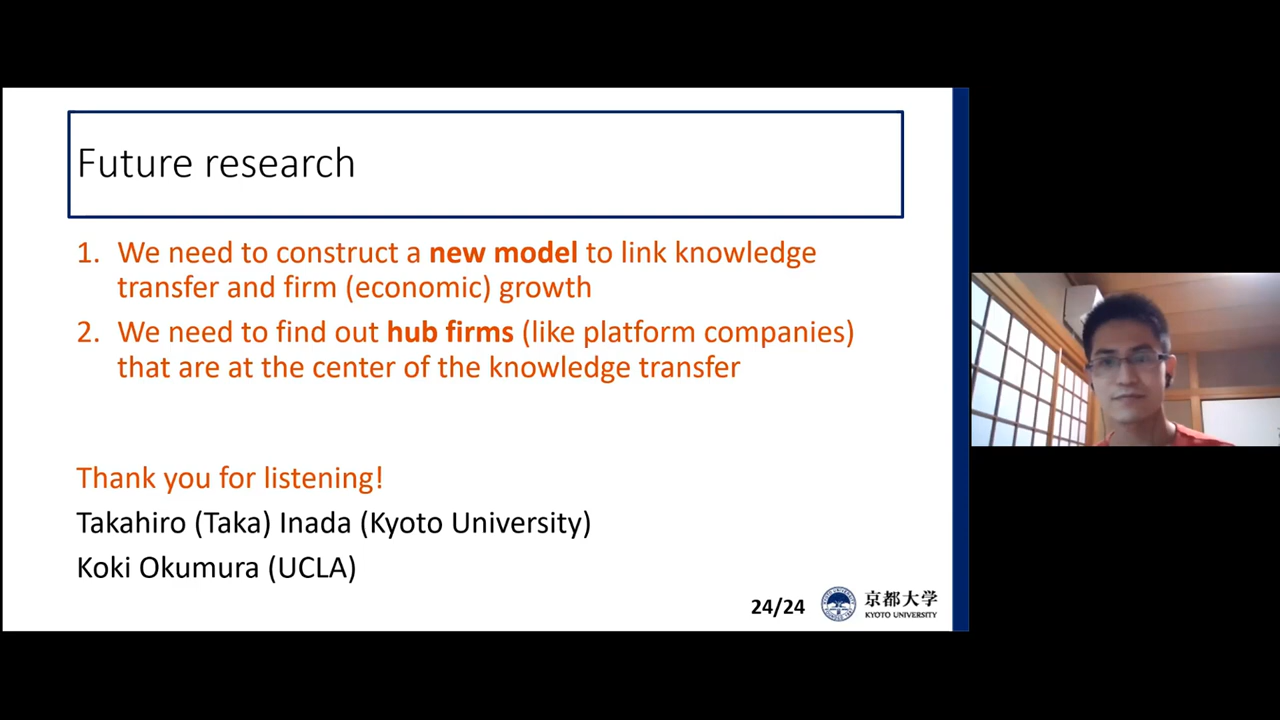 Future research
1. We need to construct a new model to link knowledge
transfer and firm (economic) growth
2. We need to find out hub firms (like platform companies)
that are at the center of the knowledge transfer
Thank you for listening!
Takahiro (Taka) Inada (Kyoto University)
Koki Okumura (UCLA)
24/24
京都大学
KYOTO UNIVERSITY